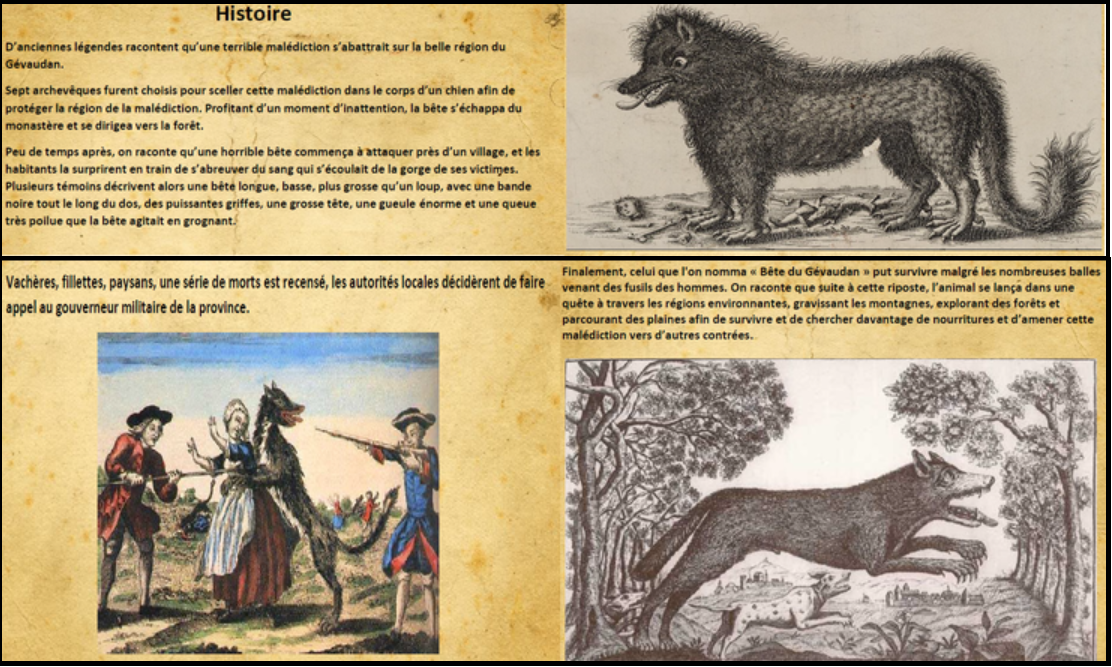 Histoire
D'anciennes légendes racontent qu'une terrible malédiction s'abattrait sur la belle région du
Gévaudan.
Sept archevêques furent choisis pour sceller cette malédiction dans le corps d'un chien afin de
protéger la région de la malédiction. Profitant d'un moment d'inattention, la bête s'échappa du
monastère et se dirigea vers la forêt.
Peu de temps après, on raconte qu'une horrible bête commença à attaquer près d'un village, et les
habitants la surprirent en train de s'abreuver du sang qui s'écoulait de la gorge de ses victimes.
Plusieurs témoins décrivent alors une bête longue, basse, plus grosse qu'un loup, avec une bande
noire tout le long du dos, des puissantes griffes, une grosse tête, une gueule énorme et une queue
très poilue que la bête agitait en grognant.
Vachères, fillettes, paysans, une série de morts est recensé, les autorités locales décidèrent de faire
appel au gouverneur militaire de la province.
Finalement, celui que l'on nomma « Bête du Gévaudan » put survivre malgré les nombreuses balles
venant des fusils des hommes. On raconte que suite à cette riposte, l'animal se lança dans une
quête à travers les régions environnantes, gravissant les montagnes, explorant des forêts et
parcourant des plaines afin de survivre et de chercher davantage de nourritures et d'amener cette
malédiction vers d'autres contrées.